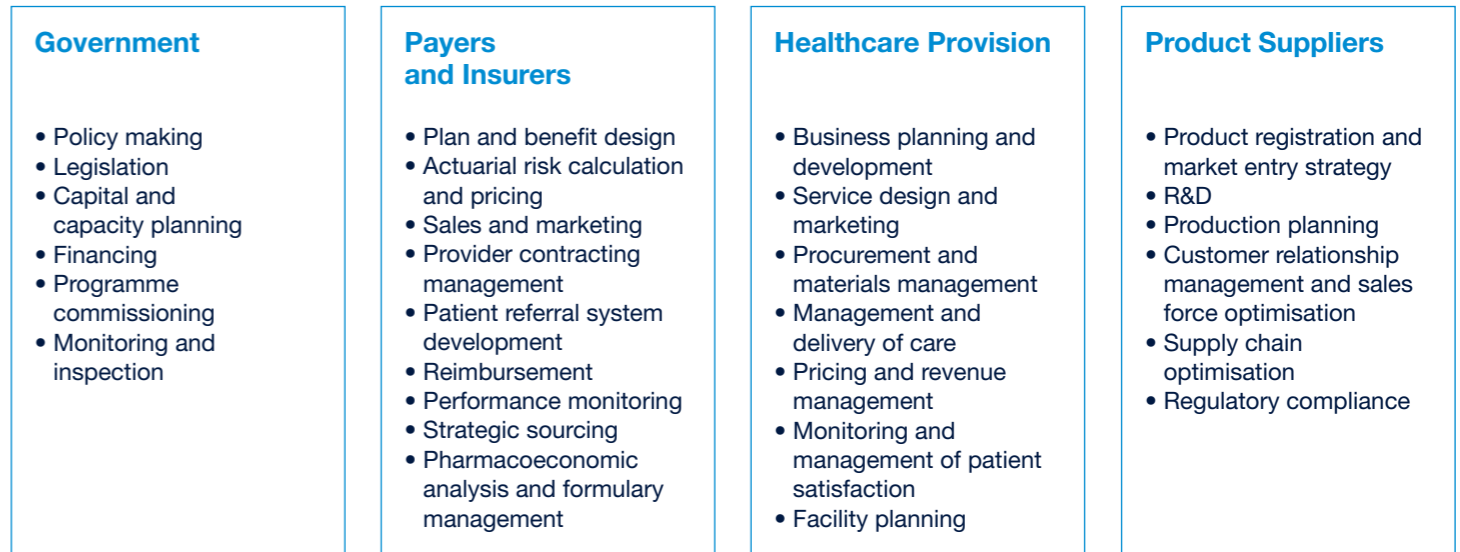 Government
• Policy making
• Legislation
• Capital and
capacity planning
• Financing
• Programme
commissioning
• Monitoring and
inspection
Payers
and Insurers
• Plan and benefit design
• Actuarial risk calculation
and pricing
• Sales and marketing
• Provider contracting
management
• Patient referral system
development
• Reimbursement
• Performance monitoring
• Strategic sourcing
• Pharmacoeconomic
analysis and formulary
management
Healthcare Provision
• Business planning and
development
• Service design and
marketing
• Procurement and
materials management
• Management and
delivery of care
• Pricing and revenue
management
• Monitoring and
management of patient
satisfaction
• Facility planning
Product Suppliers
• Product registration and
market entry strategy
• R&D
• Production planning
• Customer relationship
management and sales
force optimisation
• Supply chain
optimisation
• Regulatory compliance